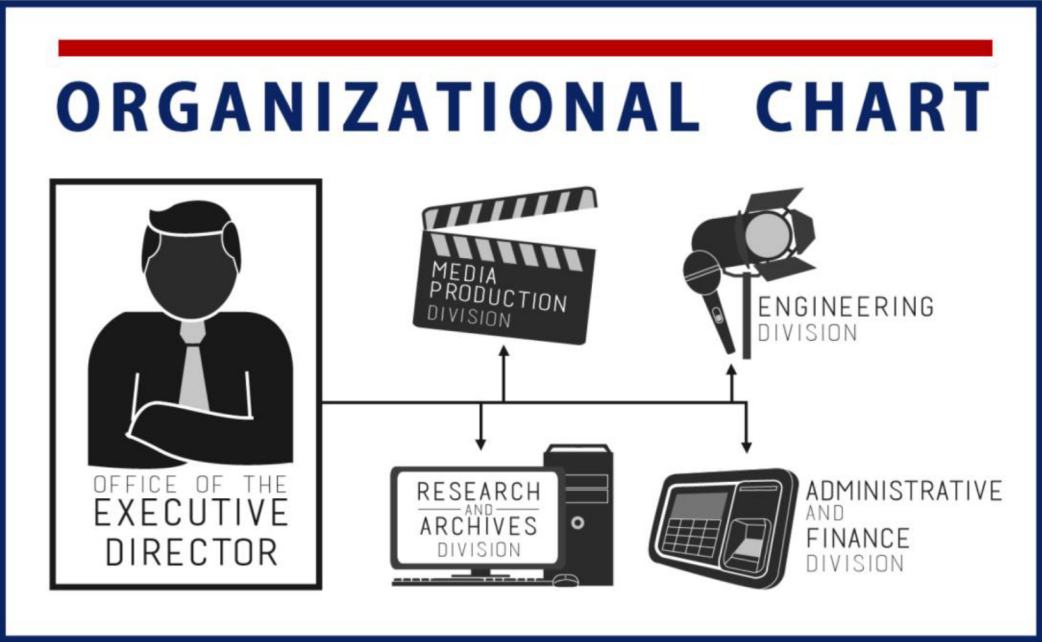 ORGANIZATIONAL CHART
OFFICE OF THE
EXECUTIVE
DIRECTOR
MEDIA
PRODUCTION
DIVISION
ENGINEERING
DIVISION
RESEARCH
AND
ARCHIVES
DIVISION
ADMINISTRATIVE
AND
FINANCE
DIVISION